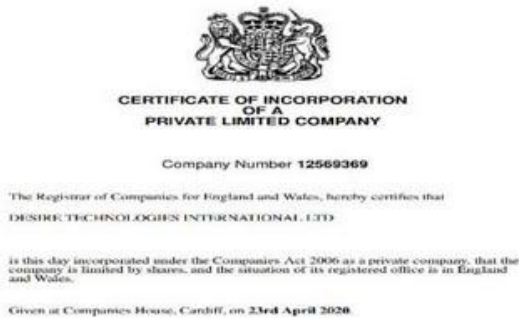 CERTIFICATE OF INCORPORATION
OF A
PRIVATE LIMITED COMPANY
Company Number 12569369
The Registrar of Companies for England and Wales, hereby certifies that
DESIRE TECHNOLOGIES INTERNATIONAL LTD
is this day incorporated under the Companies Act 2006 as a private company, that the
company is limited by shares, and the situation of its registered office is in England
and Wales.
Given at Companies House, Cardiff, on 23rd April 2020.